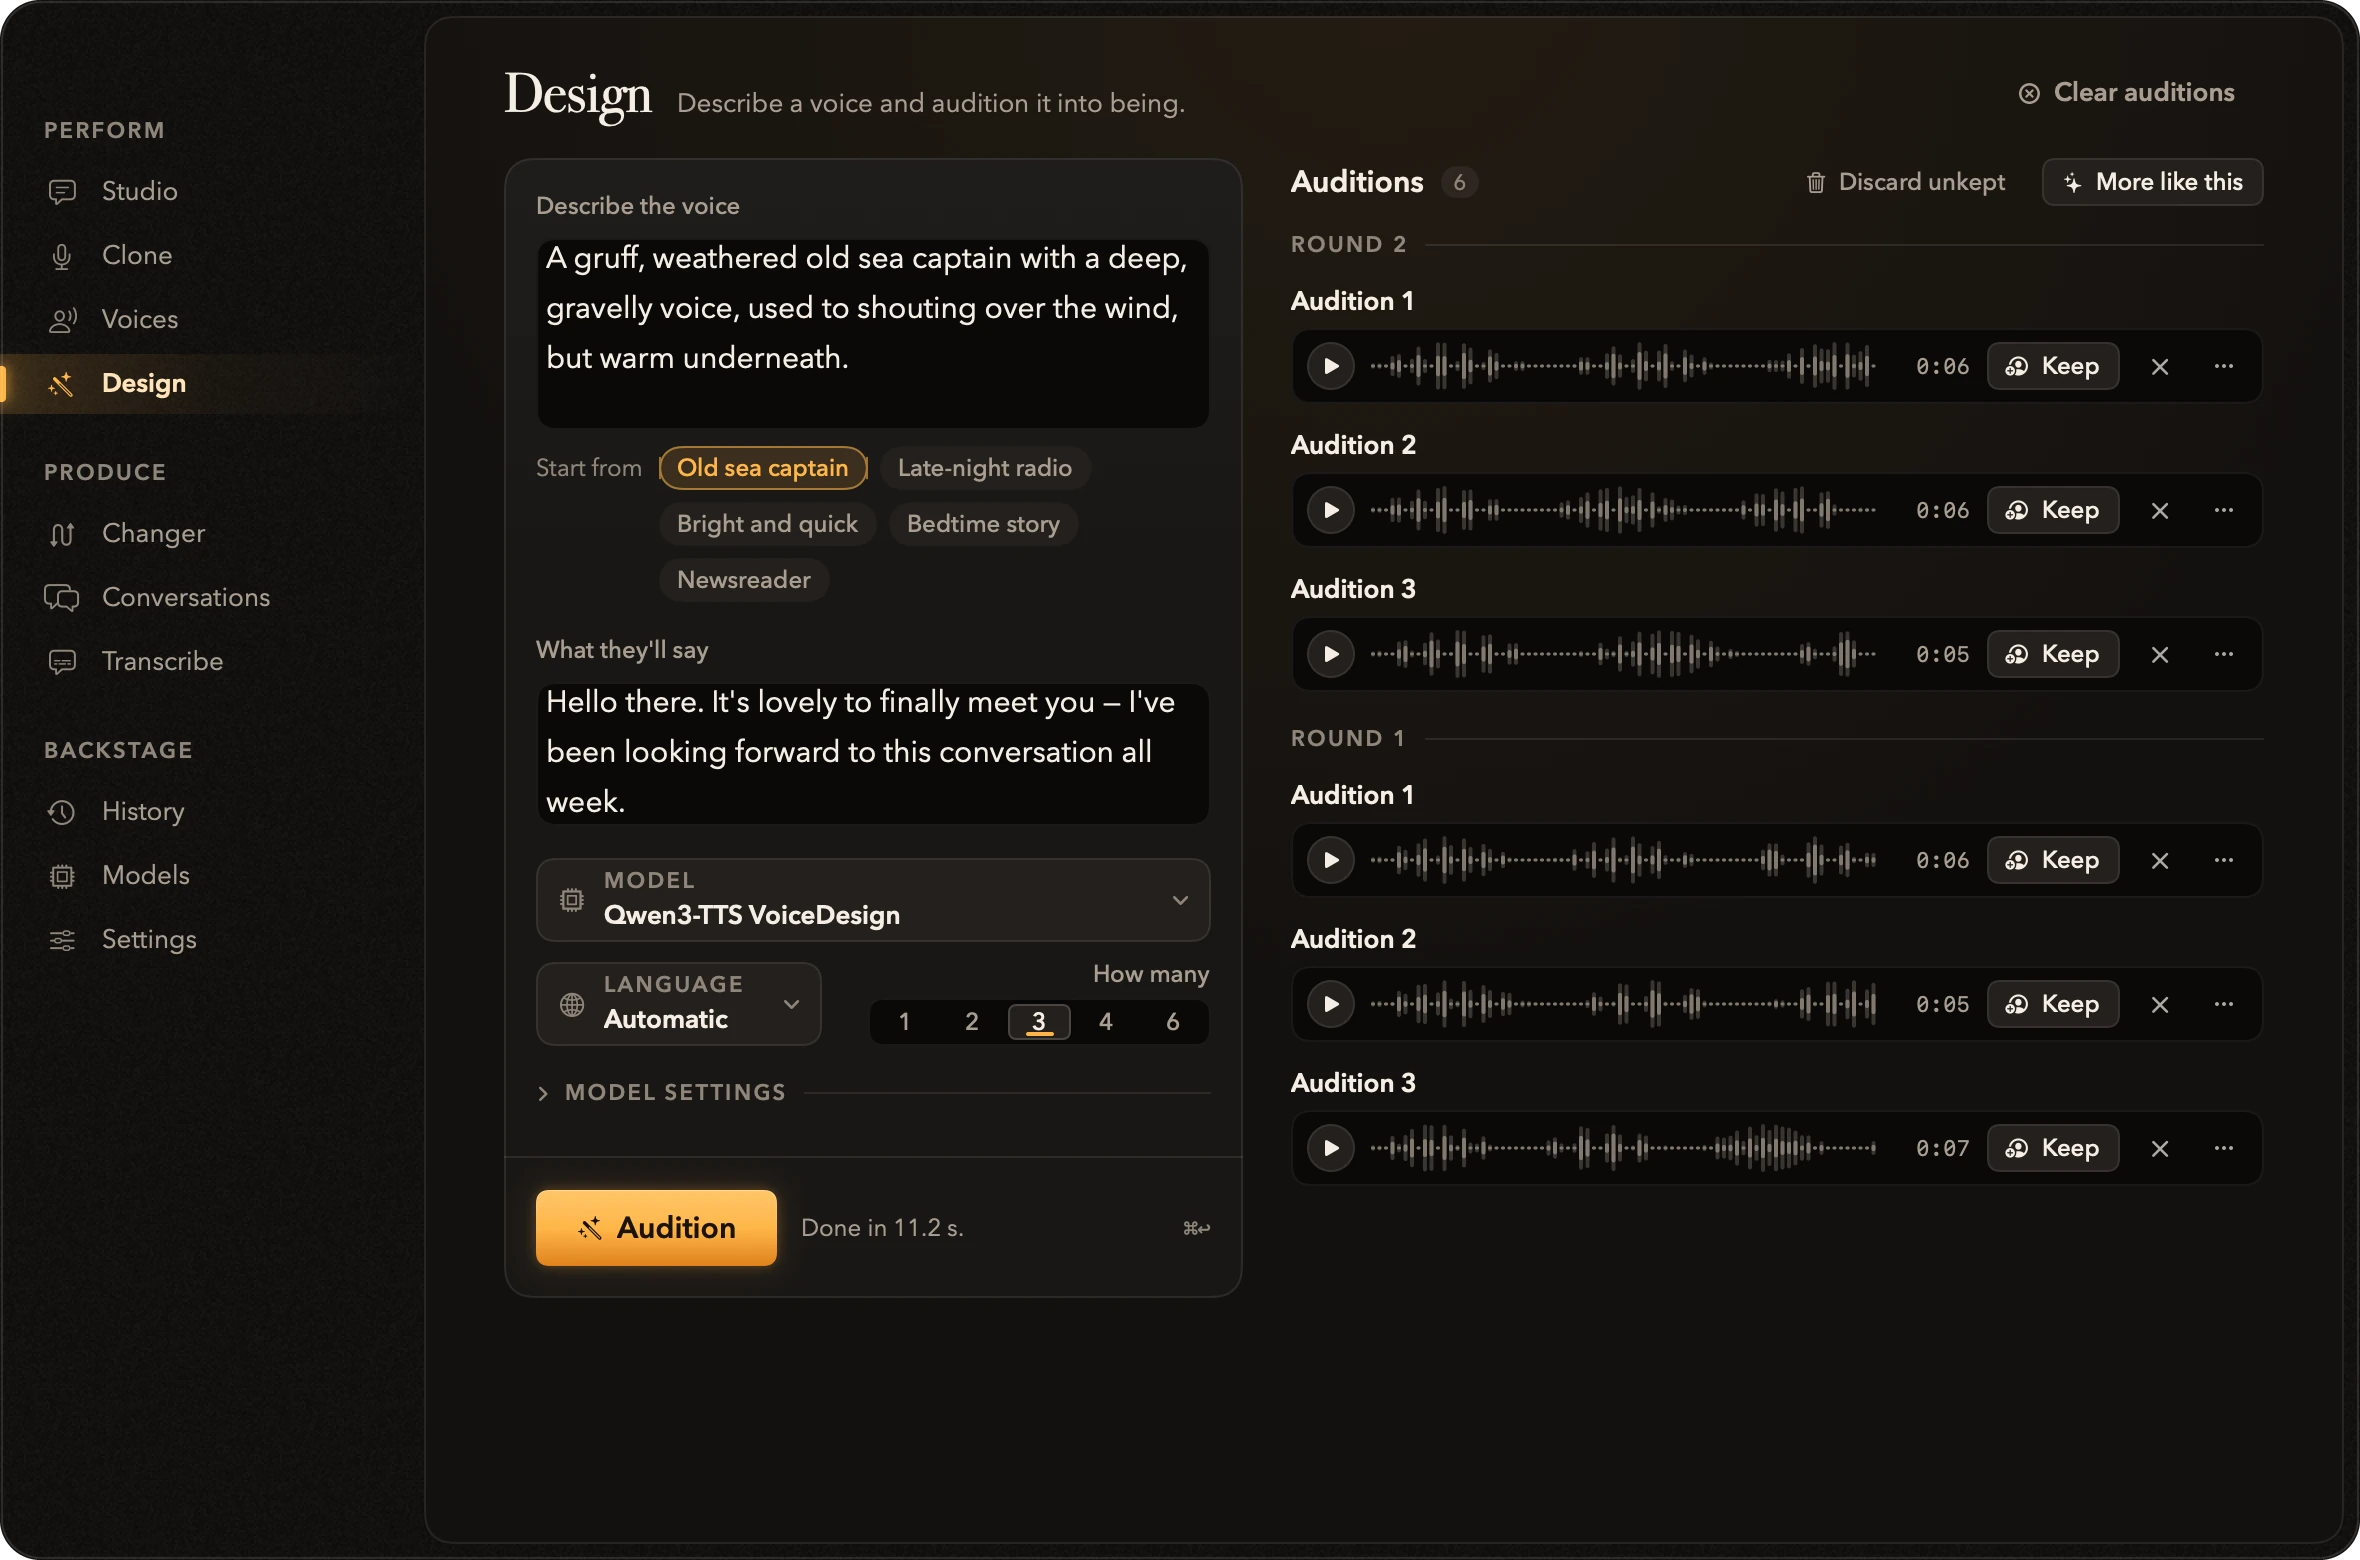 PERFORM
Studio
Clone
Voices
Design
PRODUCE
Changer
Conversations
Transcribe
BACKSTAGE
History
Models
Settings
Design
Describe a voice and audition it into being.
Clear auditions
Describe the voice
A gruff, weathered old sea captain with a deep,
gravelly voice, used to shouting over the wind,
but warm underneath.
Start from
Old sea captain
Late-night radio
Bright and quick
Bedtime story
Newsreader
What they'll say
Hello there. It's lovely to finally meet you – I've
been looking forward to this conversation all
week.
MODEL
Qwen3-TTS VoiceDesign
LANGUAGE
Automatic
How many
1 2 3 4 6
MODEL SETTINGS
Audition
Done in 11.2 s.
⌘↩
Auditions 6
Discard unkept
More like this
ROUND 2
Audition 1
0:06 Keep
Audition 2
0:06 Keep
Audition 3
0:05 Keep
ROUND 1
Audition 1
0:06 Keep
Audition 2
0:05 Keep
Audition 3
0:07 Keep